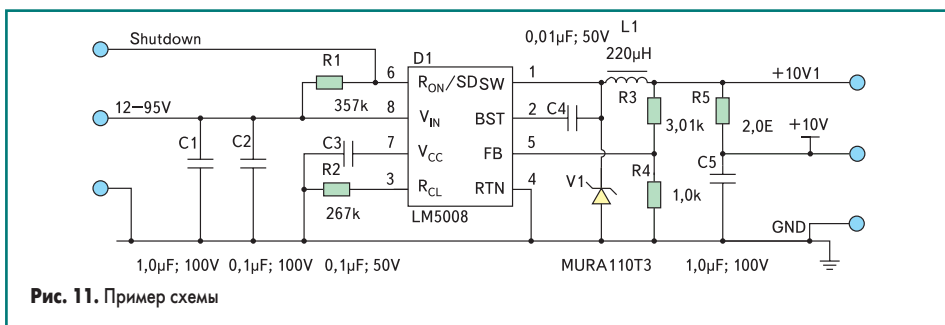 Shutdown
0,01µF; 50V
L1
220µH
D1
R1
6
R_ON/SD
SW
1
+10V1
357k
12–95V
8
V_IN
BST
2
C4
R3
3,01k
R5
2,0E
+10V
C1
C2
C3
7
V_CC
FB
5
R4
C5
R2
3
R_CL
RTN
4
V1
1,0k
267k
LM5008
GND
1,0µF; 100V
0,1µF; 100V
0,1µF; 50V
MURA110T3
1,0µF; 100V
Рис. 11. Пример схемы